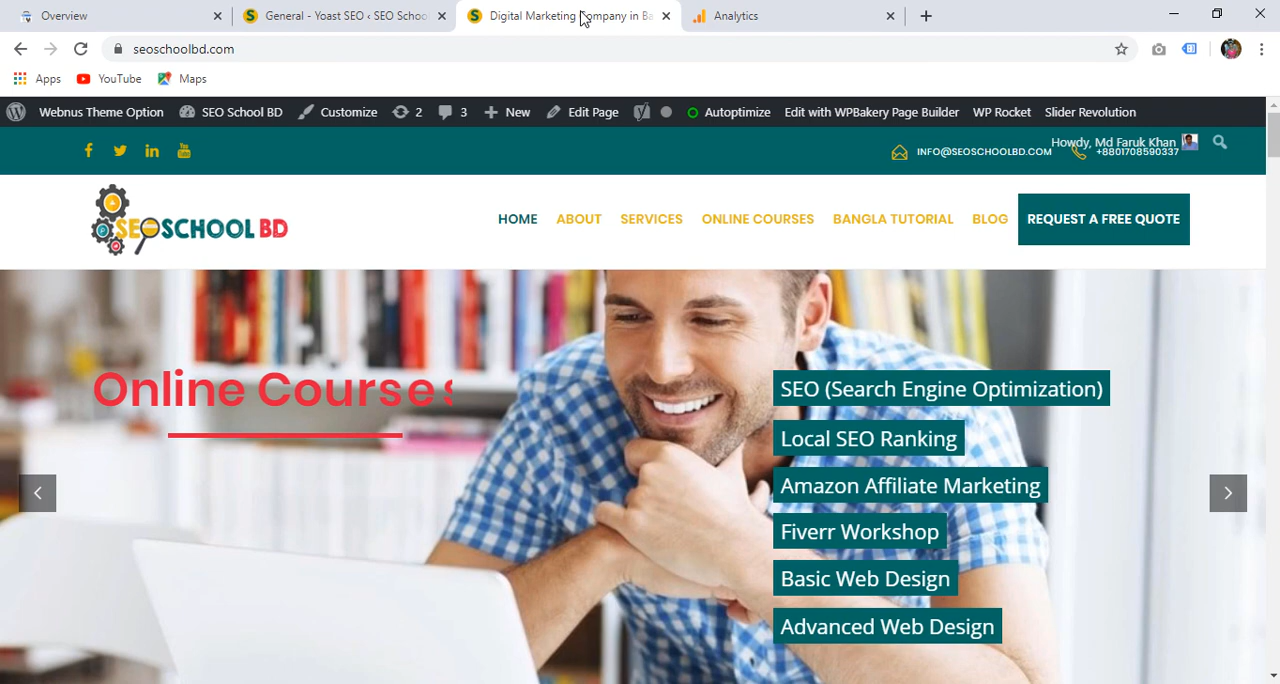 Overview
General - Yoast SEO ‹ SEO Schoo
Digital Marketing Company in Ba
Analytics
seoschoolbd.com
Apps
YouTube
Maps
Webnus Theme Option
SEO School BD
Customize
2
3
New
Edit Page
Autoptimize
Edit with WPBakery Page Builder
WP Rocket
Slider Revolution
Howdy, Md Faruk Khan
INFO@SEOSCHOOLBD.COM
+8801708590337
SEOSCHOOL BD
HOME
ABOUT
SERVICES
ONLINE COURSES
BANGLA TUTORIAL
BLOG
REQUEST A FREE QUOTE
Online Courses
SEO (Search Engine Optimization)
Local SEO Ranking
Amazon Affiliate Marketing
Fiverr Workshop
Basic Web Design
Advanced Web Design